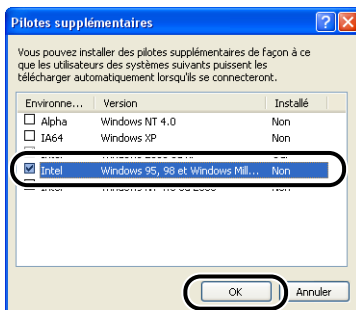 Pilotes supplémentaires
Vous pouvez installer des pilotes supplémentaires de façon à ce
que les utilisateurs des systèmes suivants puissent les
télécharger automatiquement lorsqu'ils se connecteront.
Environne... Version Installé
Alpha Windows NT 4.0 Non
IA64 Windows XP Non
Intel Windows 95, 98 et Windows Mill... Non
OK Annuler